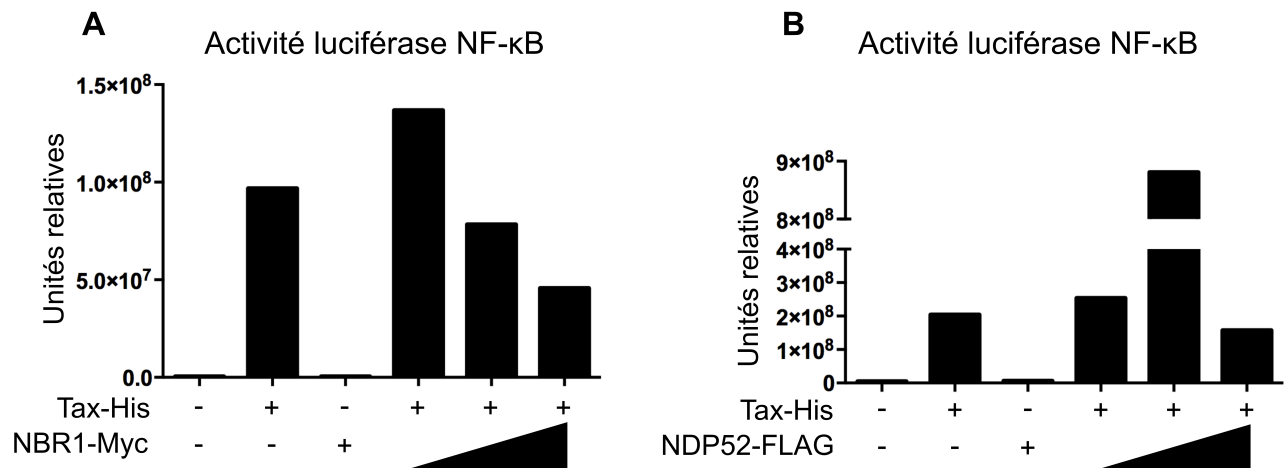 A
Activité luciférase NF-κB
Unités relatives
1.5×10⁸
1.0×10⁸
5.0×10⁷
0.0
Tax-His - + - + + +
NBR1-Myc - - +
B
Activité luciférase NF-κB
Unités relatives
9×10⁸
8×10⁸
4×10⁸
3×10⁸
2×10⁸
1×10⁸
0
Tax-His - + - + + +
NDP52-FLAG - - +